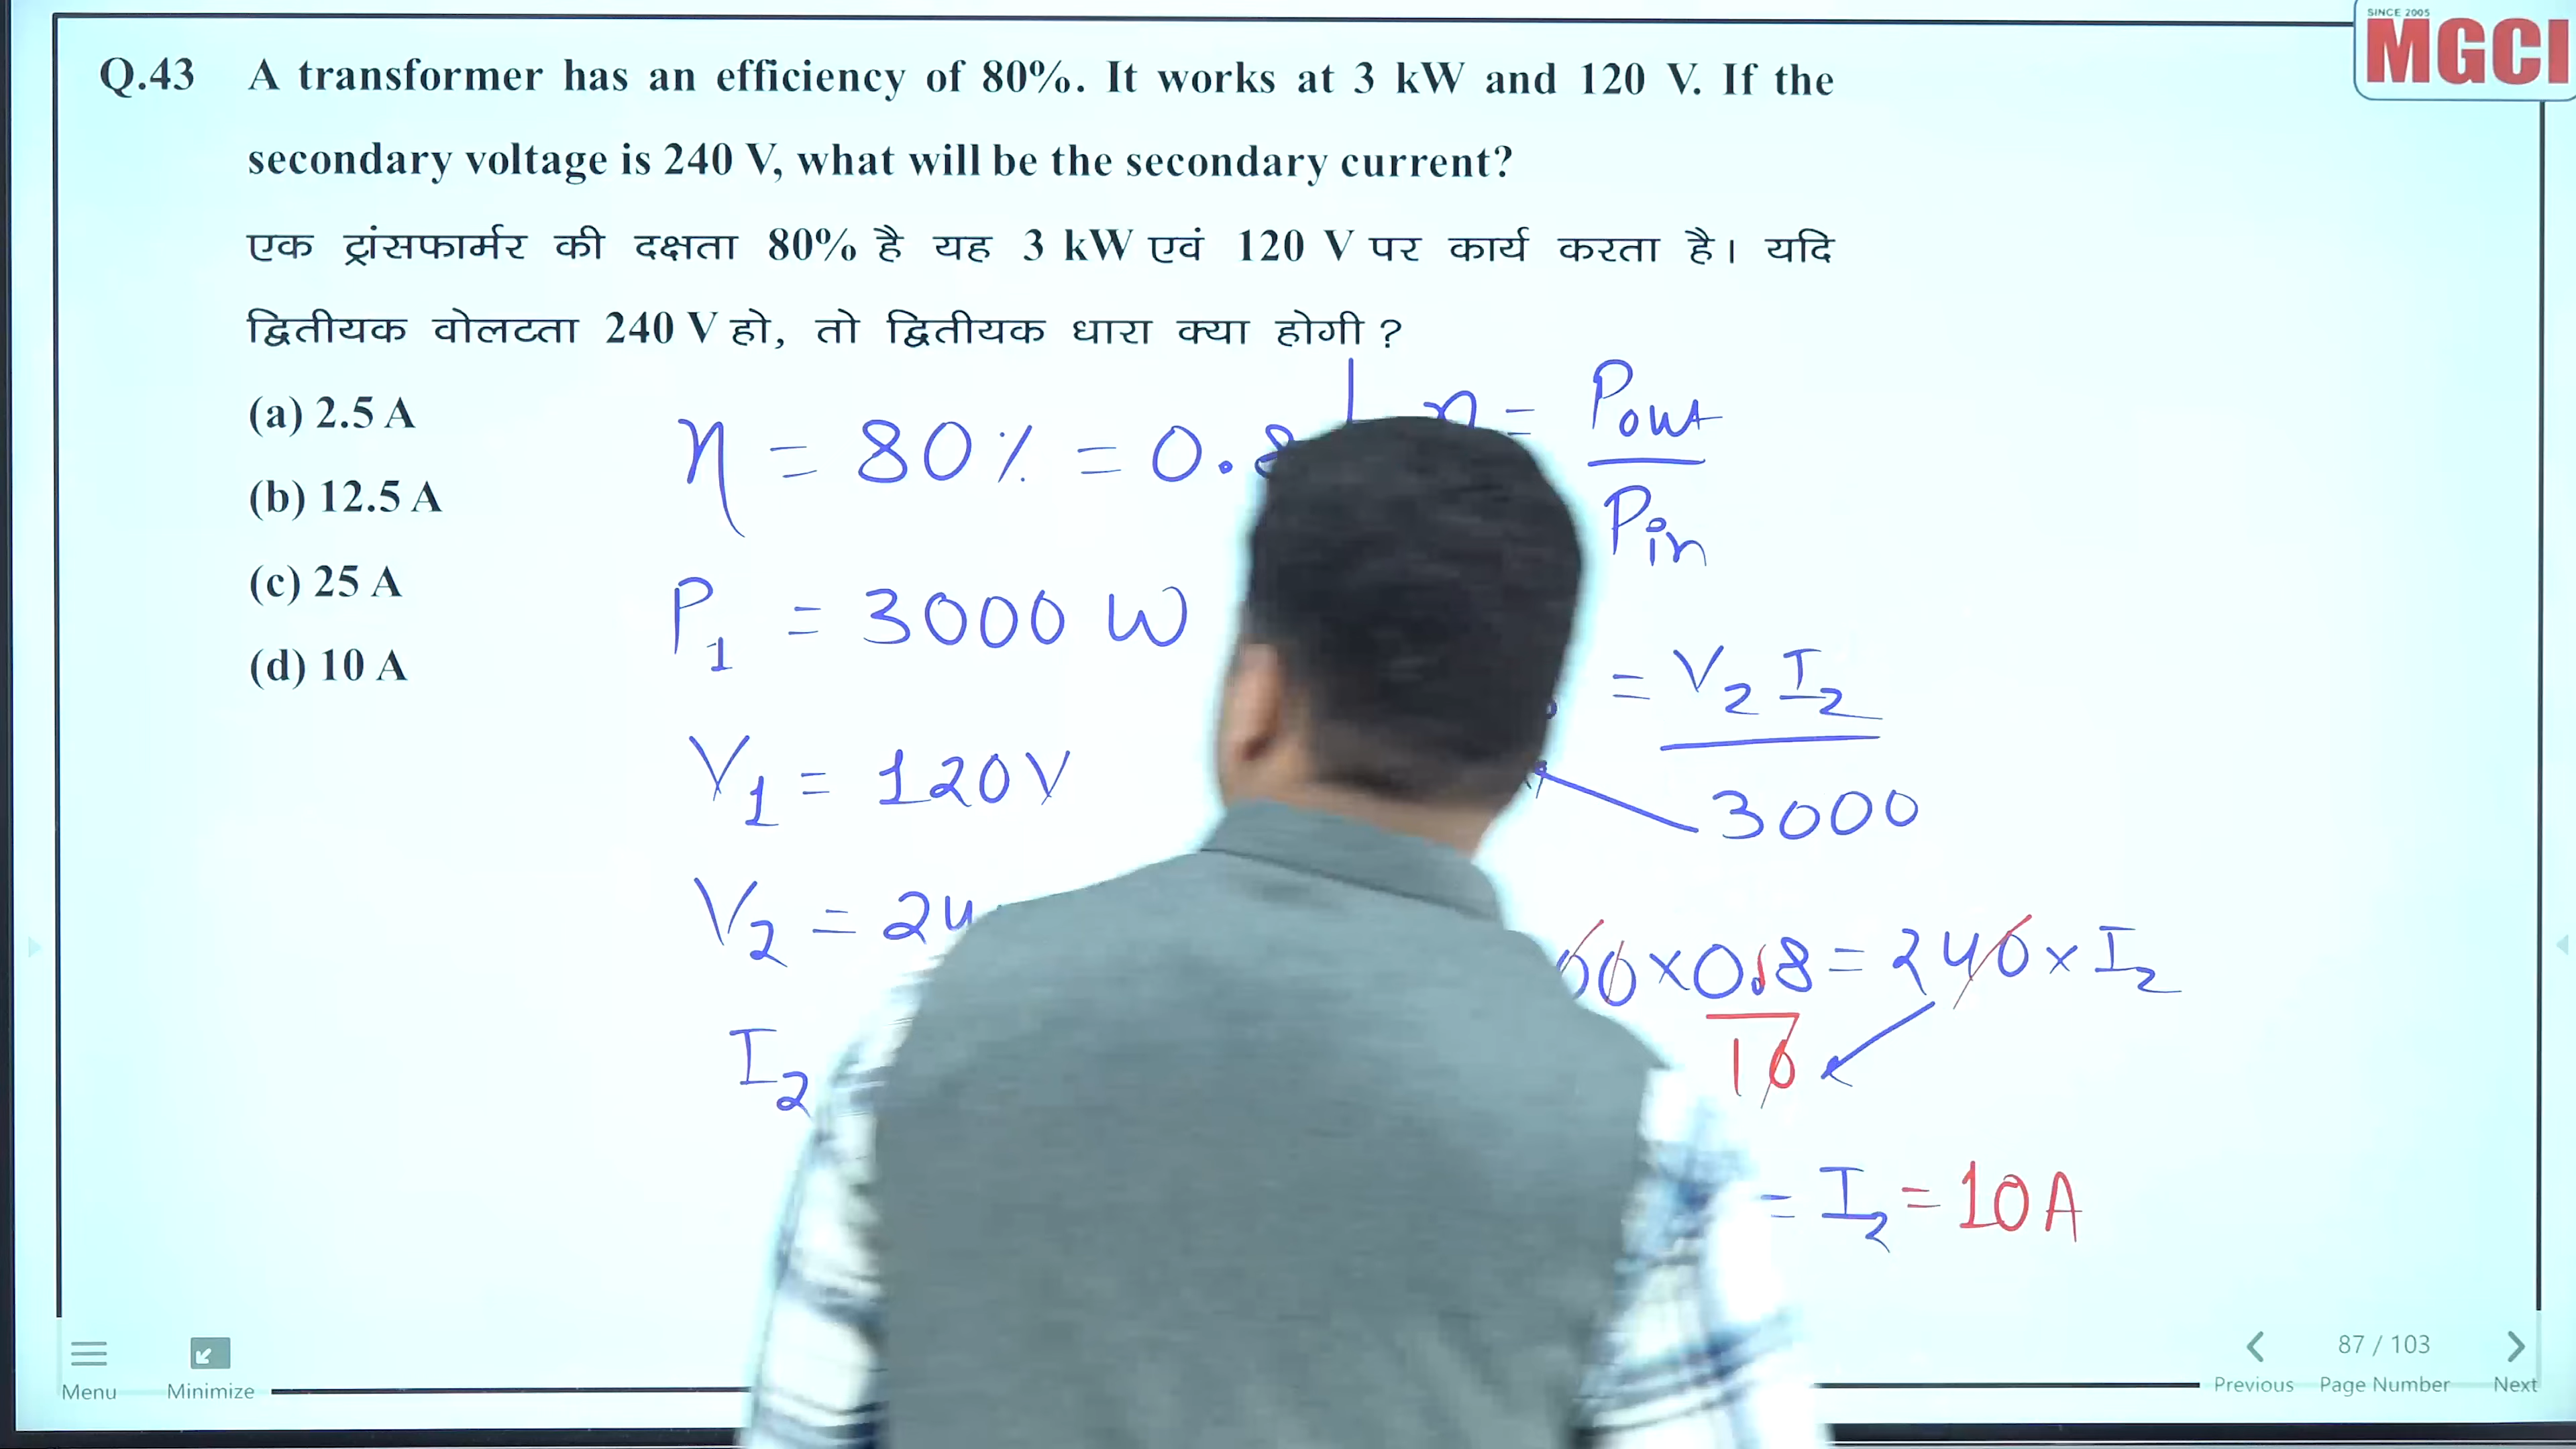 SINCE 2005
MGCI
Q.43 A transformer has an efficiency of 80%. It works at 3 kW and 120 V. If the
secondary voltage is 240 V, what will be the secondary current?
एक ट्रांसफार्मर की दक्षता 80% है यह 3 kW एवं 120 V पर कार्य करता है। यदि
द्वितीयक वोलटता 240 V हो, तो द्वितीयक धारा क्या होगी ?
(a) 2.5 A
(b) 12.5 A
(c) 25 A
(d) 10 A
η = 80% = 0.8
P1 = 3000 W
V1 = 120V
V2 = 24
I2
η = Pout
Pin
= V2 I2
3000
00×0.8 = 240 × I2
10
= I2 = 10A
Menu
Minimize
87 / 103
Previous Page Number Next